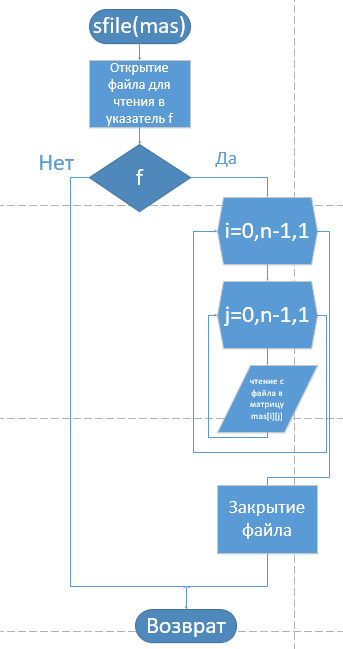 sfile(mas)
Открытие
файла для
чтения в
указатель f
Нет
Да
f
i=0,n-1,1
j=0,n-1,1
чтение с
файла в
матрицу
mas[i][j]
Закрытие
файла
Возврат